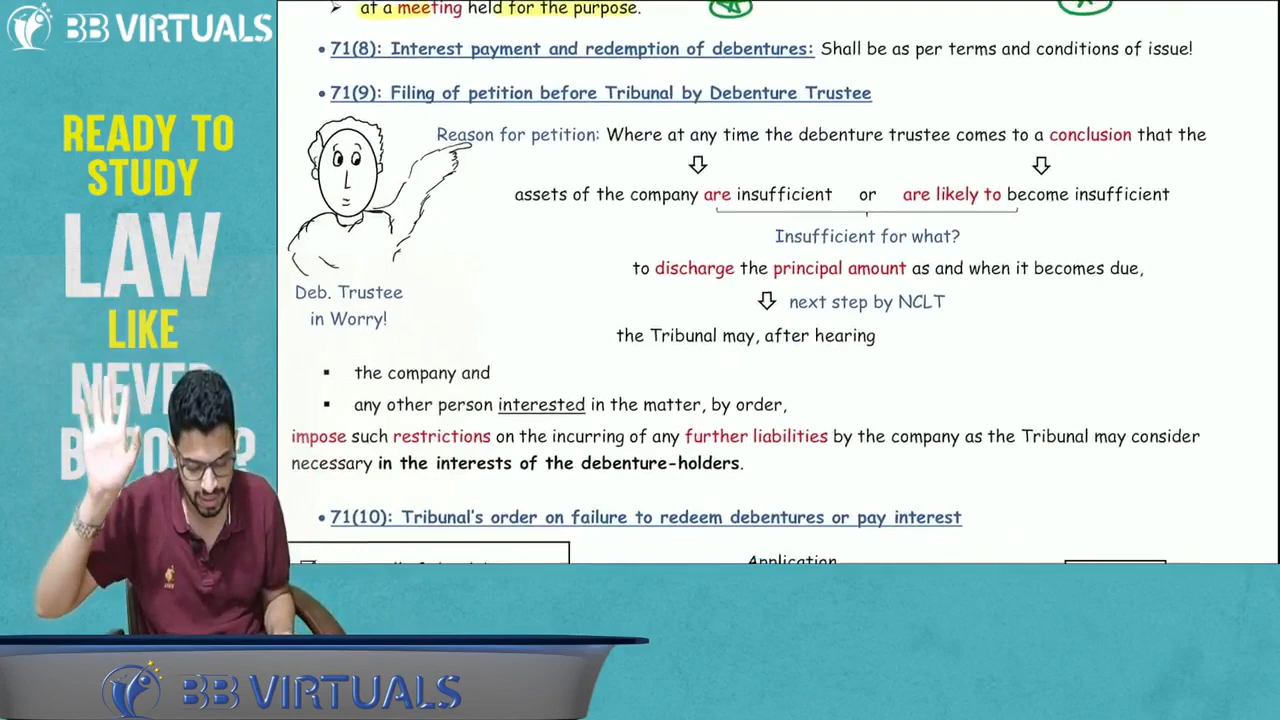 BB VIRTUALS
READY TO
STUDY
LAW
LIKE
NEVER
at a meeting held for the purpose.
• 71(8): Interest payment and redemption of debentures: Shall be as per terms and conditions of issue!
• 71(9): Filing of petition before Tribunal by Debenture Trustee
Reason for petition: Where at any time the debenture trustee comes to a conclusion that the
assets of the company are insufficient or are likely to become insufficient
Insufficient for what?
to discharge the principal amount as and when it becomes due,
Deb. Trustee
in Worry!
next step by NCLT
the Tribunal may, after hearing
▪ the company and
▪ any other person interested in the matter, by order,
impose such restrictions on the incurring of any further liabilities by the company as the Tribunal may consider
necessary in the interests of the debenture-holders.
• 71(10): Tribunal's order on failure to redeem debentures or pay interest
Application
BB VIRTUALS